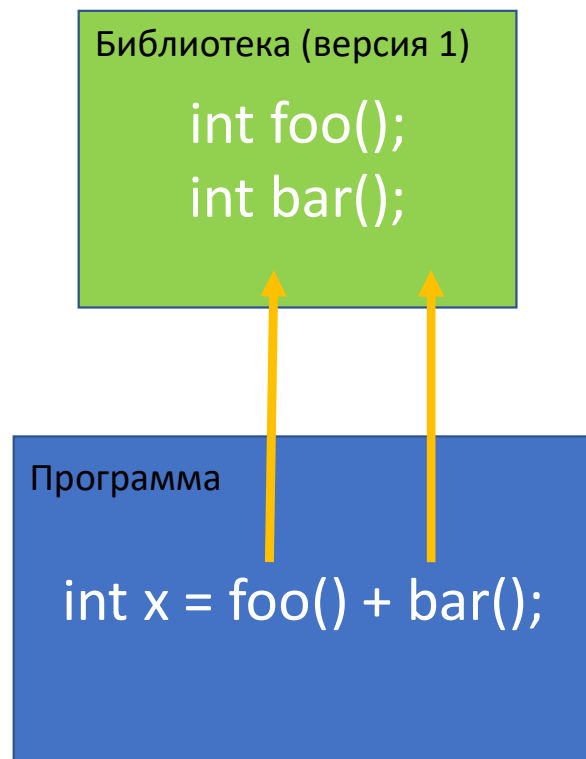 Библиотека (версия 1)
int foo();
int bar();
Программа
int x = foo() + bar();